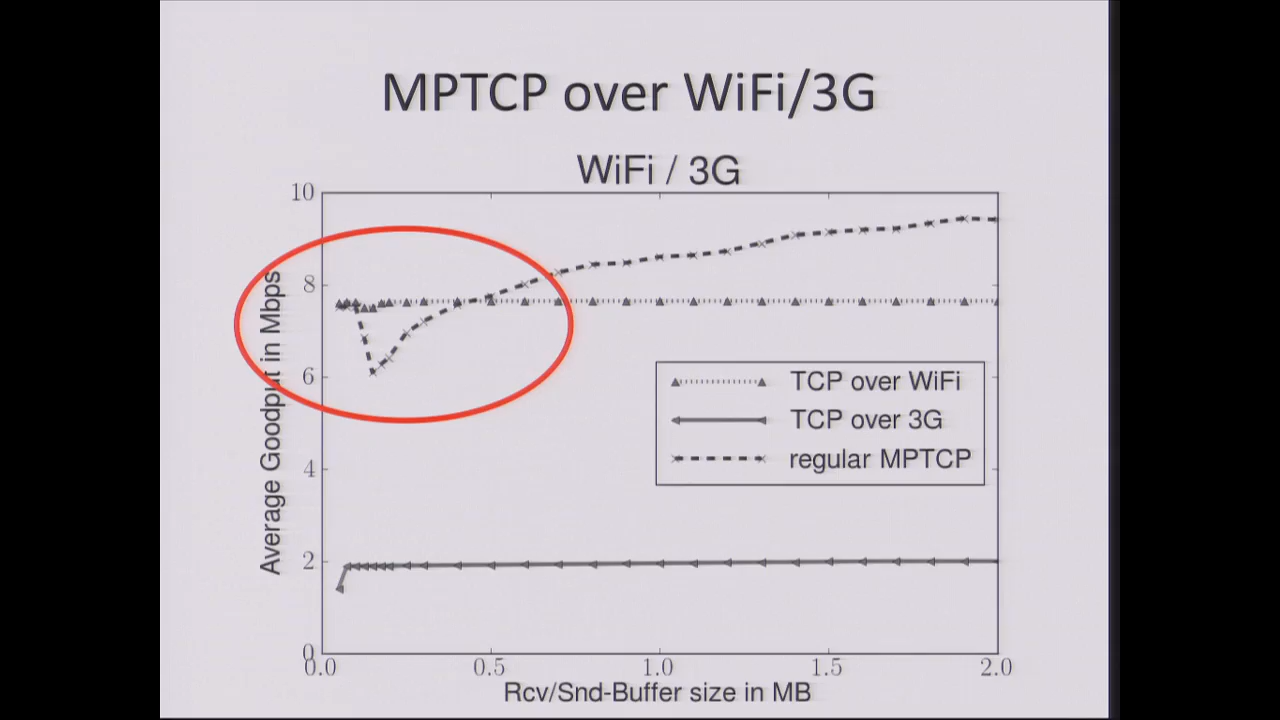 MPTCP over WiFi/3G
WiFi / 3G
10
8
6
4
2
0
Average Goodput in Mbps
TCP over WiFi
TCP over 3G
regular MPTCP
0.0 0.5 1.0 1.5 2.0
Rcv/Snd-Buffer size in MB